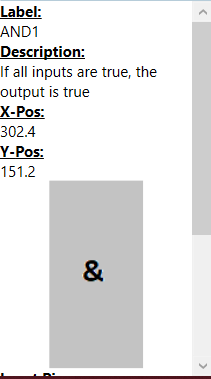 Label:
AND1
Description:
If all inputs are true, the
output is true
X-Pos:
302.4
Y-Pos:
151.2
&